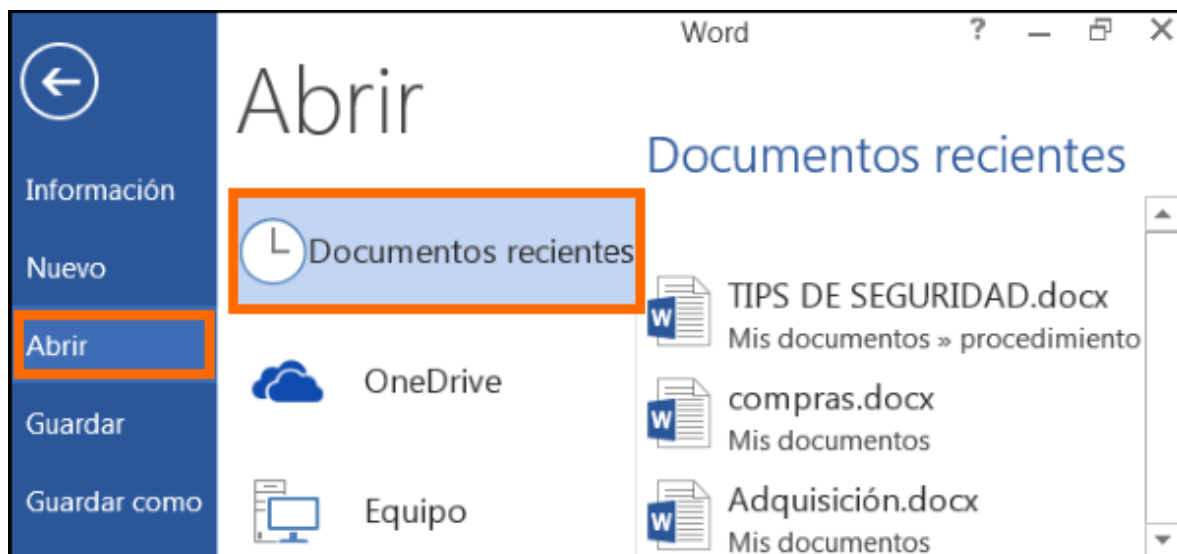 Word
?
Abrir
Información
Nuevo
Abrir
Guardar
Guardar como
Documentos recientes
OneDrive
Equipo
Documentos recientes
W
TIPS DE SEGURIDAD.docx
Mis documentos » procedimiento
W
compras.docx
Mis documentos
W
Adquisición.docx
Mis documentos